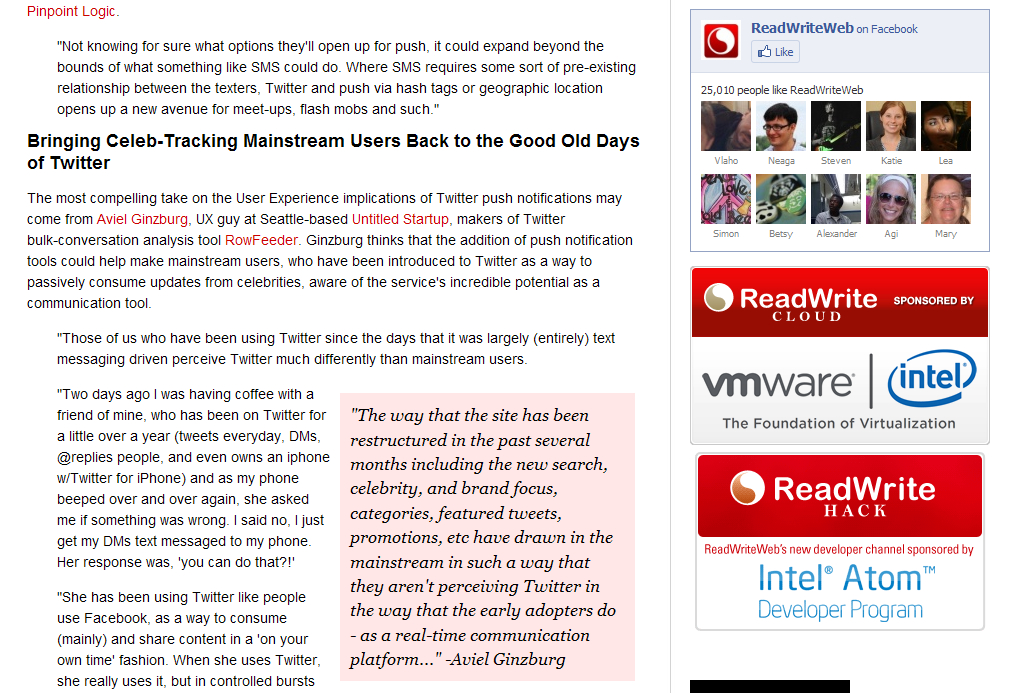 Pinpoint Logic.
"Not knowing for sure what options they'll open up for push, it could expand beyond the
bounds of what something like SMS could do. Where SMS requires some sort of pre-existing
relationship between the texters, Twitter and push via hash tags or geographic location
opens up a new avenue for meet-ups, flash mobs and such."
Bringing Celeb-Tracking Mainstream Users Back to the Good Old Days
of Twitter
The most compelling take on the User Experience implications of Twitter push notifications may
come from Aviel Ginzburg, UX guy at Seattle-based Untitled Startup, makers of Twitter
bulk-conversation analysis tool RowFeeder. Ginzburg thinks that the addition of push notification
tools could help make mainstream users, who have been introduced to Twitter as a way to
passively consume updates from celebrities, aware of the service's incredible potential as a
communication tool.
"Those of us who have been using Twitter since the days that it was largely (entirely) text
messaging driven perceive Twitter much differently than mainstream users.
"Two days ago I was having coffee with a
friend of mine, who has been on Twitter for
a little over a year (tweets everyday, DMs,
@replies people, and even owns an iphone
w/Twitter for iPhone) and as my phone
beeped over and over again, she asked
me if something was wrong. I said no, I just
get my DMs text messaged to my phone.
Her response was, 'you can do that?!'
"She has been using Twitter like people
use Facebook, as a way to consume
(mainly) and share content in a 'on your
own time' fashion. When she uses Twitter,
she really uses it, but in controlled bursts
"The way that the site has been
restructured in the past several
months including the new search,
celebrity, and brand focus,
categories, featured tweets,
promotions, etc have drawn in the
mainstream in such a way that
they aren't perceiving Twitter in
the way that the early adopters do
- as a real-time communication
platform..." -Aviel Ginzburg
ReadWriteWeb on Facebook
Like
25,010 people like ReadWriteWeb
Vlaho Neaga Steven Katie Lea
Simon Betsy Alexander Agi Mary
ReadWrite SPONSORED BY
CLOUD
vmware intel
The Foundation of Virtualization
ReadWrite
HACK
ReadWriteWeb's new developer channel sponsored by
Intel® Atom™
Developer Program